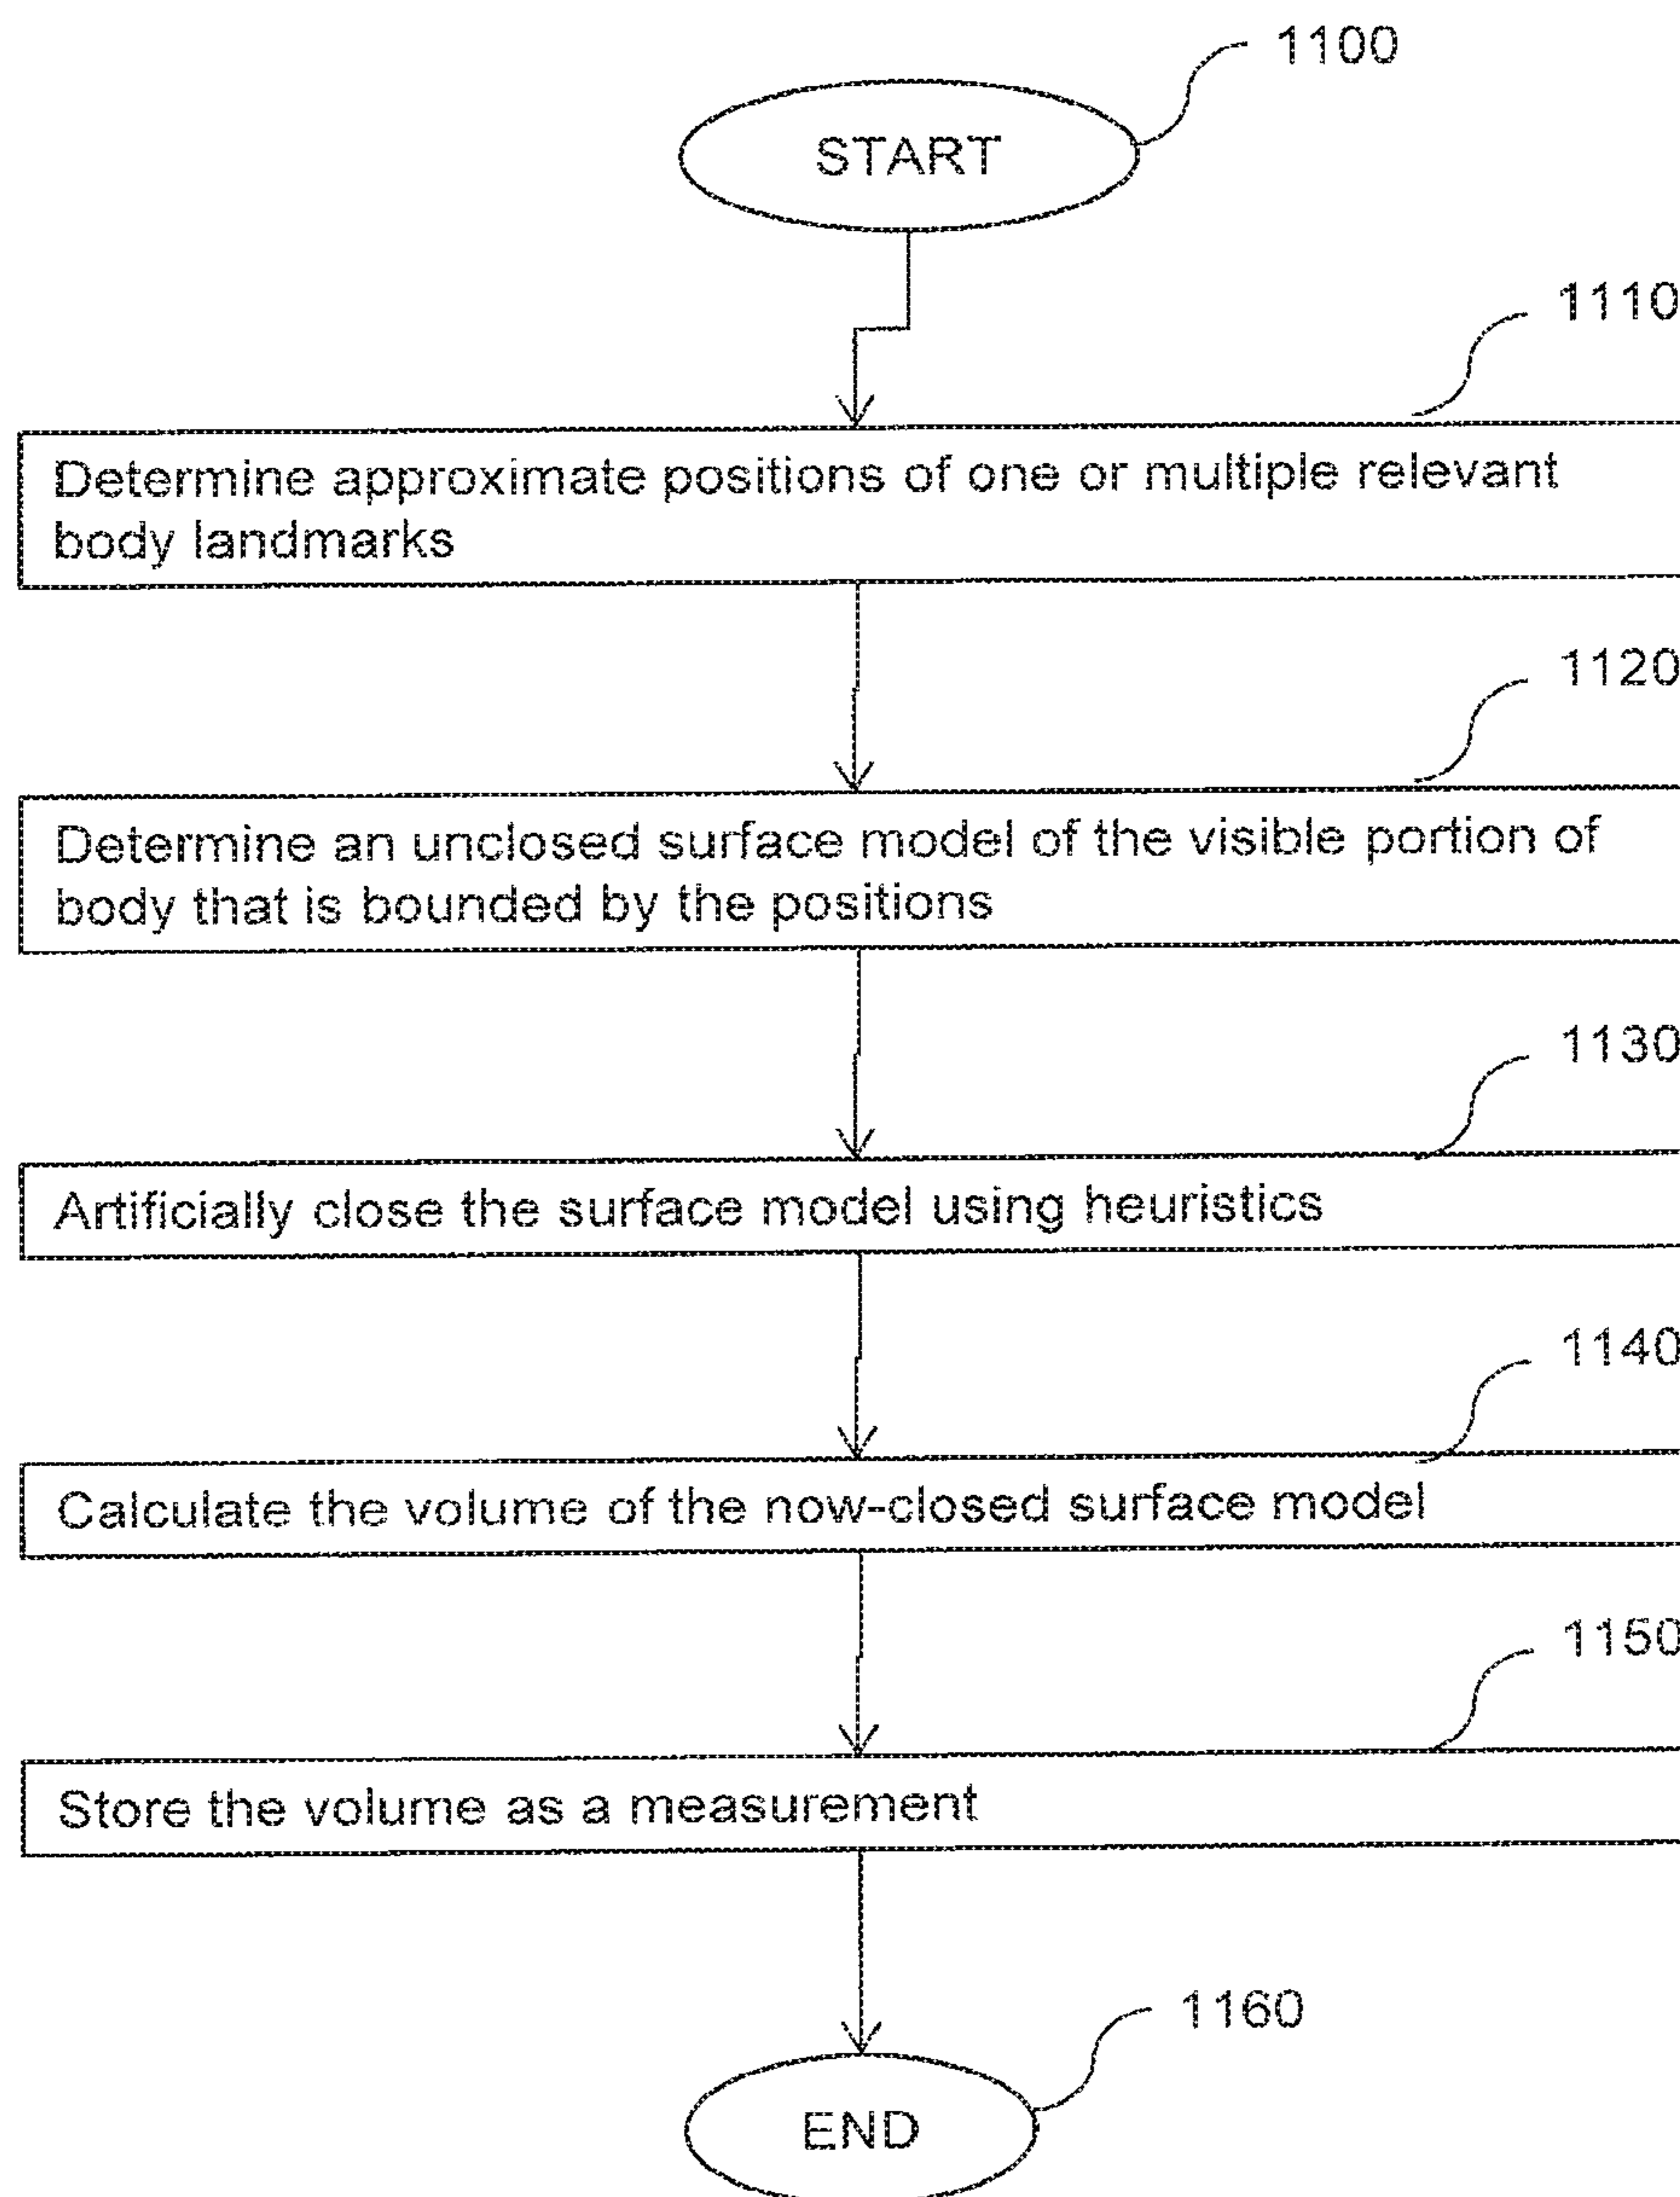 1100
START
1110
Determine approximate positions of one or multiple relevant
body landmarks
1120
Determine an unclosed surface model of the visible portion of
body that is bounded by the positions
1130
Artificially close the surface model using heuristics
1140
Calculate the volume of the now-closed surface model
1150
Store the volume as a measurement
1160
END